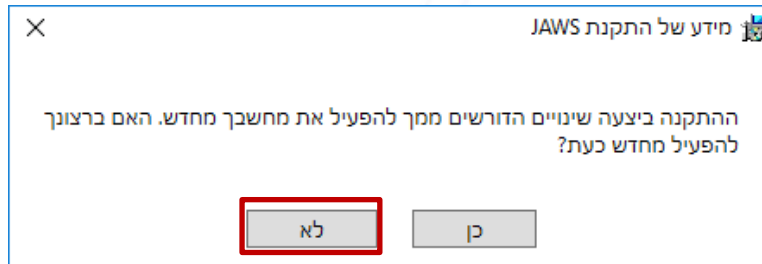 מידע של התקנת JAWS
ההתקנה ביצעה שינויים הדורשים ממך להפעיל את מחשבך מחדש. האם ברצונך
להפעיל מחדש כעת?
כן
לא